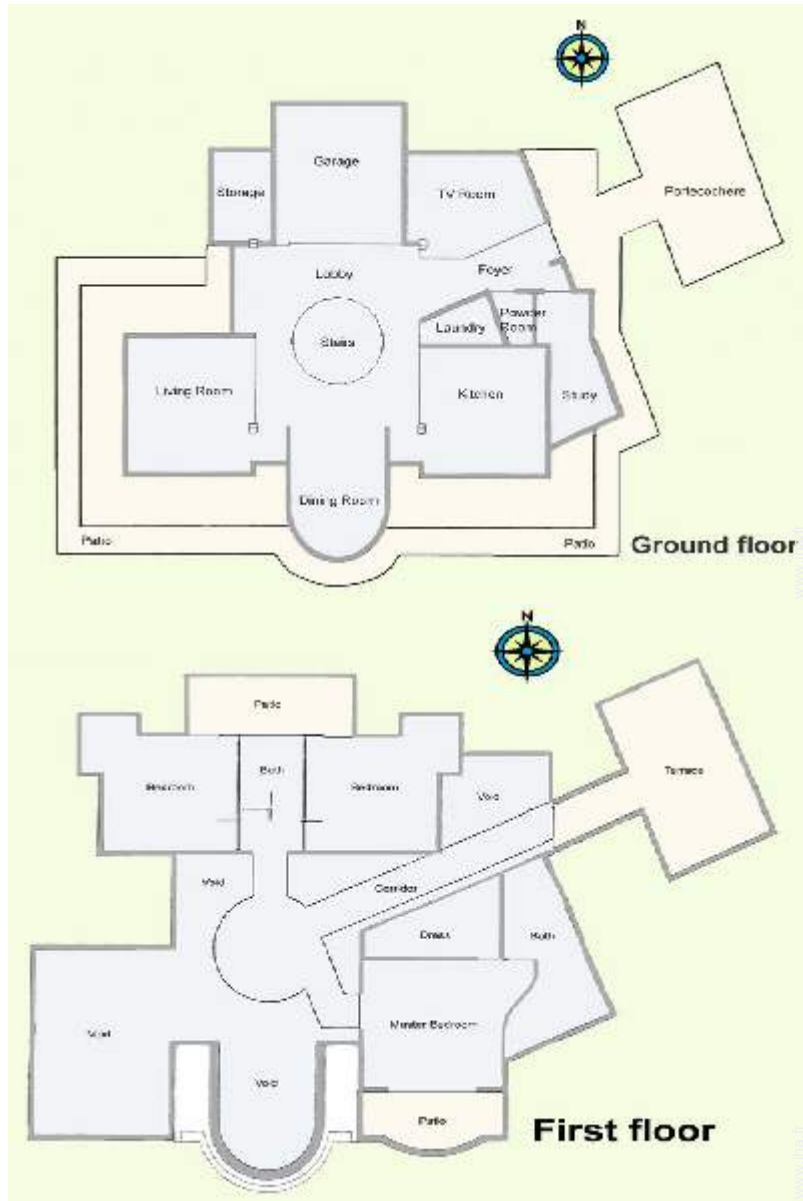 N
Garage
Storage
TV Room
Portecochere
Lobby
Foyer
Laundry
Powder
Room
Stairs
Living Room
Kitchen
Study
Dining Room
Patio
Patio
Ground floor
N
Patio
Bath
Bedroom
Bedroom
Void
Terrace
Void
Corridor
Dress
Bath
Void
Master Bedroom
Void
Patio
First floor